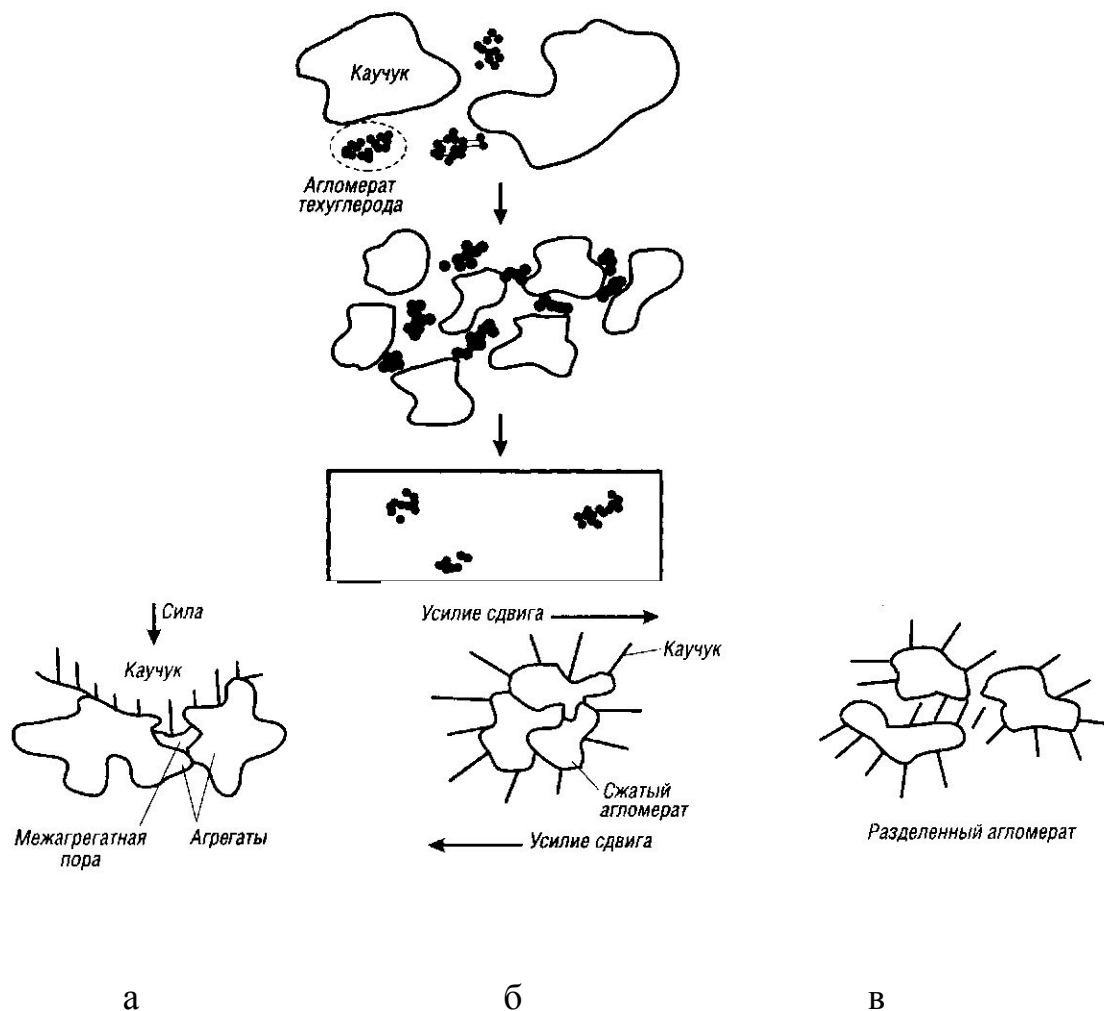 Каучук
Агломерат
техуглерода
Сила
Каучук
Межагрегатная
пора
Агрегаты
Усилие сдвига
Каучук
Сжатый
агломерат
Усилие сдвига
Разделенный агломерат
а
б
в